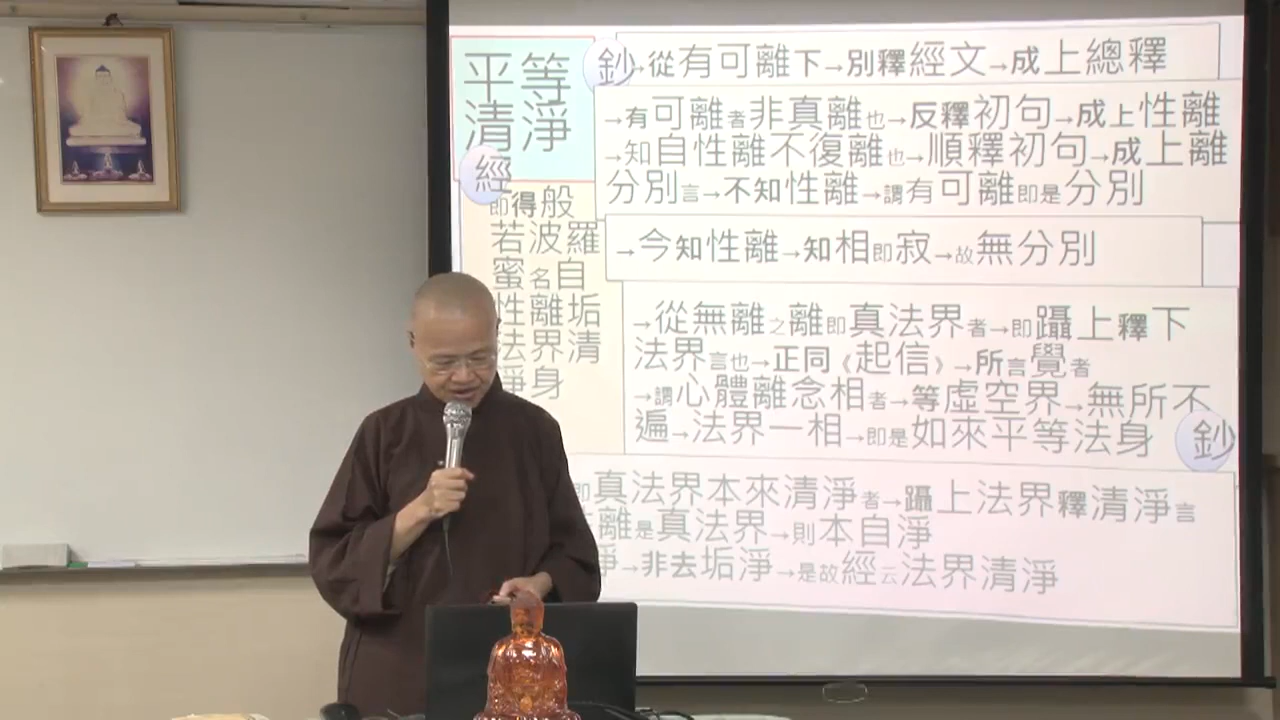 平等
清淨
經
即得般
若波羅
蜜名自
性離垢
法界清
淨身
鈔→從有可離下→別釋經文→成上總釋
→有可離者非真離也→反釋初句→成上性離
→知自性離不復離也→順釋初句→成上離
分別言→不知性離→謂有可離即是分別
→今知性離→知相即寂→故無分別
→從無離之離即真法界者→即躡上釋下
法界言也→正同《起信》→所言覺者
→謂心體離念相者→等虛空界→無所不
遍→法界一相→即是如來平等法身
鈔
即真法界本來清淨者→躡上法界釋清淨言
離是真法界→則本自淨
淨→非去垢淨→是故經云法界清淨